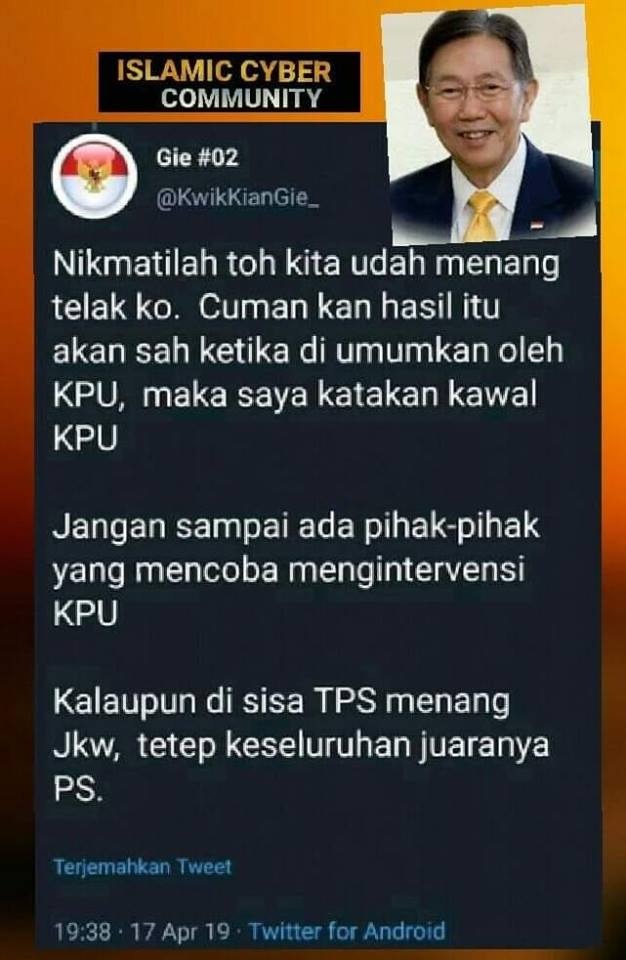 ISLAMIC CYBER
COMMUNITY
Gie #02
@KwikKianGie_
Nikmatilah toh kita udah menang
telak ko. Cuman kan hasil itu
akan sah ketika di umumkan oleh
KPU, maka saya katakan kawal
KPU
Jangan sampai ada pihak-pihak
yang mencoba mengintervensi
KPU
Kalaupun di sisa TPS menang
Jkw, tetep keseluruhan juaranya
PS.
Terjemahkan Tweet
19:38 · 17 Apr 19 · Twitter for Android